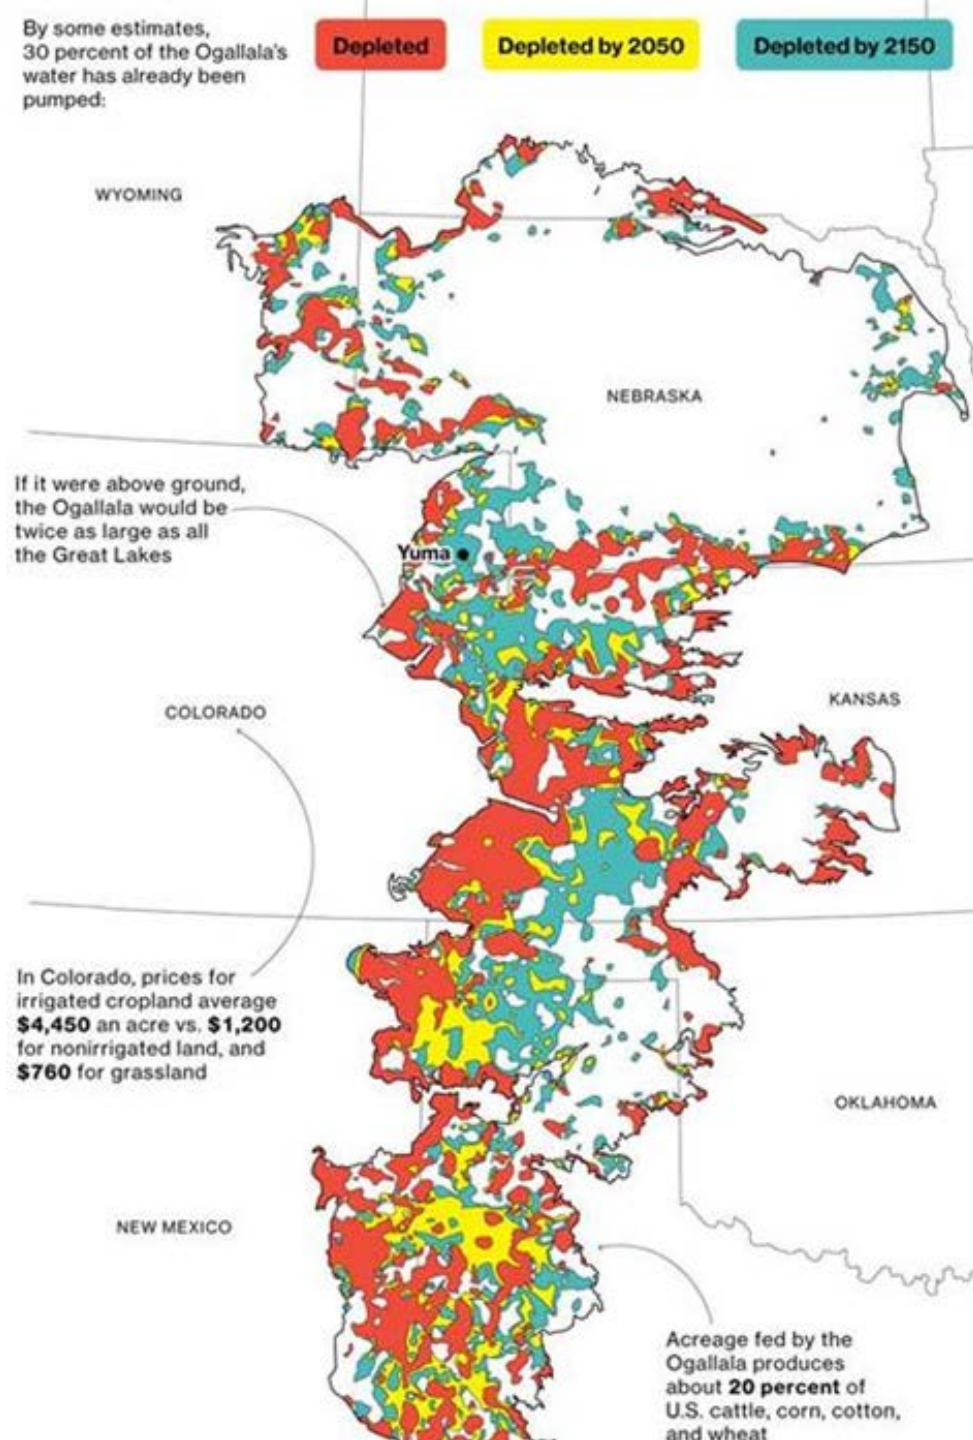 By some estimates,
30 percent of the Ogallala's
water has already been
pumped:
Depleted
Depleted by 2050
Depleted by 2150
WYOMING
NEBRASKA
If it were above ground,
the Ogallala would be
twice as large as all
the Great Lakes
Yuma
COLORADO
KANSAS
In Colorado, prices for
irrigated cropland average
$4,450 an acre vs. $1,200
for nonirrigated land, and
$760 for grassland
OKLAHOMA
NEW MEXICO
Acreage fed by the
Ogallala produces
about 20 percent of
U.S. cattle, corn, cotton,
and wheat